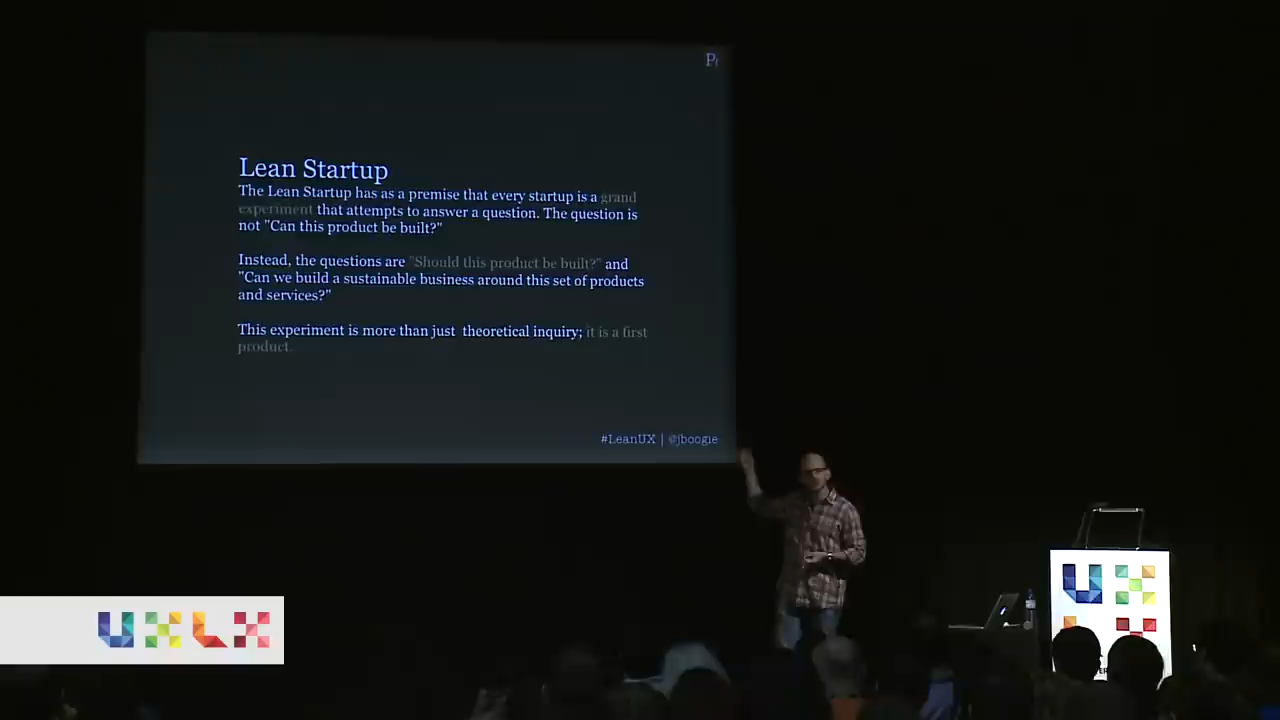 Lean Startup
The Lean Startup has as a premise that every startup is a grand
experiment that attempts to answer a question. The question is
not "Can this product be built?"
Instead, the questions are "Should this product be built?" and
"Can we build a sustainable business around this set of products
and services?"
This experiment is more than just theoretical inquiry; it is a first
product.
#LeanUX | @jboogie
UXLX
UX